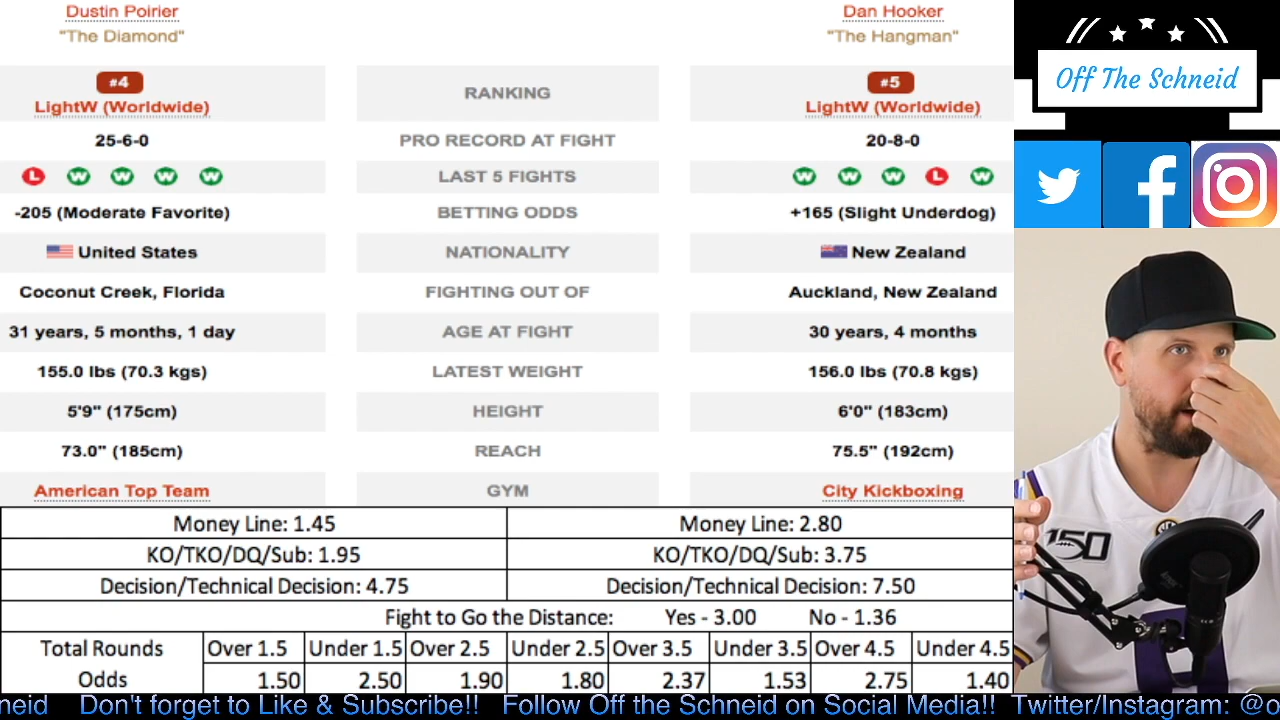 Dustin Poirier
Dan Hooker
"The Diamond"
"The Hangman"
#4
#5
LightW (Worldwide)
RANKING
LightW (Worldwide)
25-6-0
PRO RECORD AT FIGHT
20-8-0
L W W W W
LAST 5 FIGHTS
W W W L W
-205 (Moderate Favorite)
BETTING ODDS
+165 (Slight Underdog)
United States
NATIONALITY
New Zealand
Coconut Creek, Florida
FIGHTING OUT OF
Auckland, New Zealand
31 years, 5 months, 1 day
AGE AT FIGHT
30 years, 4 months
155.0 lbs (70.3 kgs)
LATEST WEIGHT
156.0 lbs (70.8 kgs)
5'9" (175cm)
HEIGHT
6'0" (183cm)
73.0" (185cm)
REACH
75.5" (192cm)
American Top Team
GYM
City Kickboxing
Money Line: 1.45
Money Line: 2.80
KO/TKO/DQ/Sub: 1.95
KO/TKO/DQ/Sub: 3.75
Decision/Technical Decision: 4.75
Decision/Technical Decision: 7.50
Fight to Go the Distance: Yes - 3.00 No - 1.36
Total Rounds Over 1.5 Under 1.5 Over 2.5 Under 2.5 Over 3.5 Under 3.5 Over 4.5 Under 4.5
Odds 1.50 2.50 1.90 1.80 2.37 1.53 2.75 1.40
Off The Schneid
150
neid Don't forget to Like & Subscribe!! Follow Off the Schneid on Social Media!! Twitter/Instagram: @o